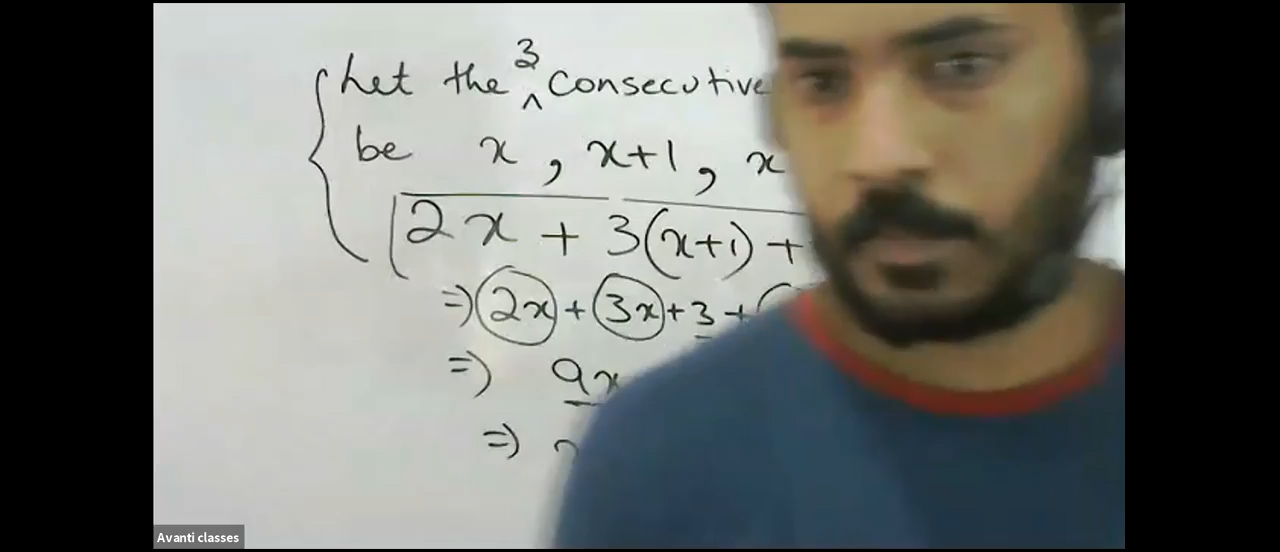 Let the 3 consecutive
be x, x+1, x
2x + 3(x+1) +
=) 2x + 3x + 3 +
=) 9x
=)
Avanti classes